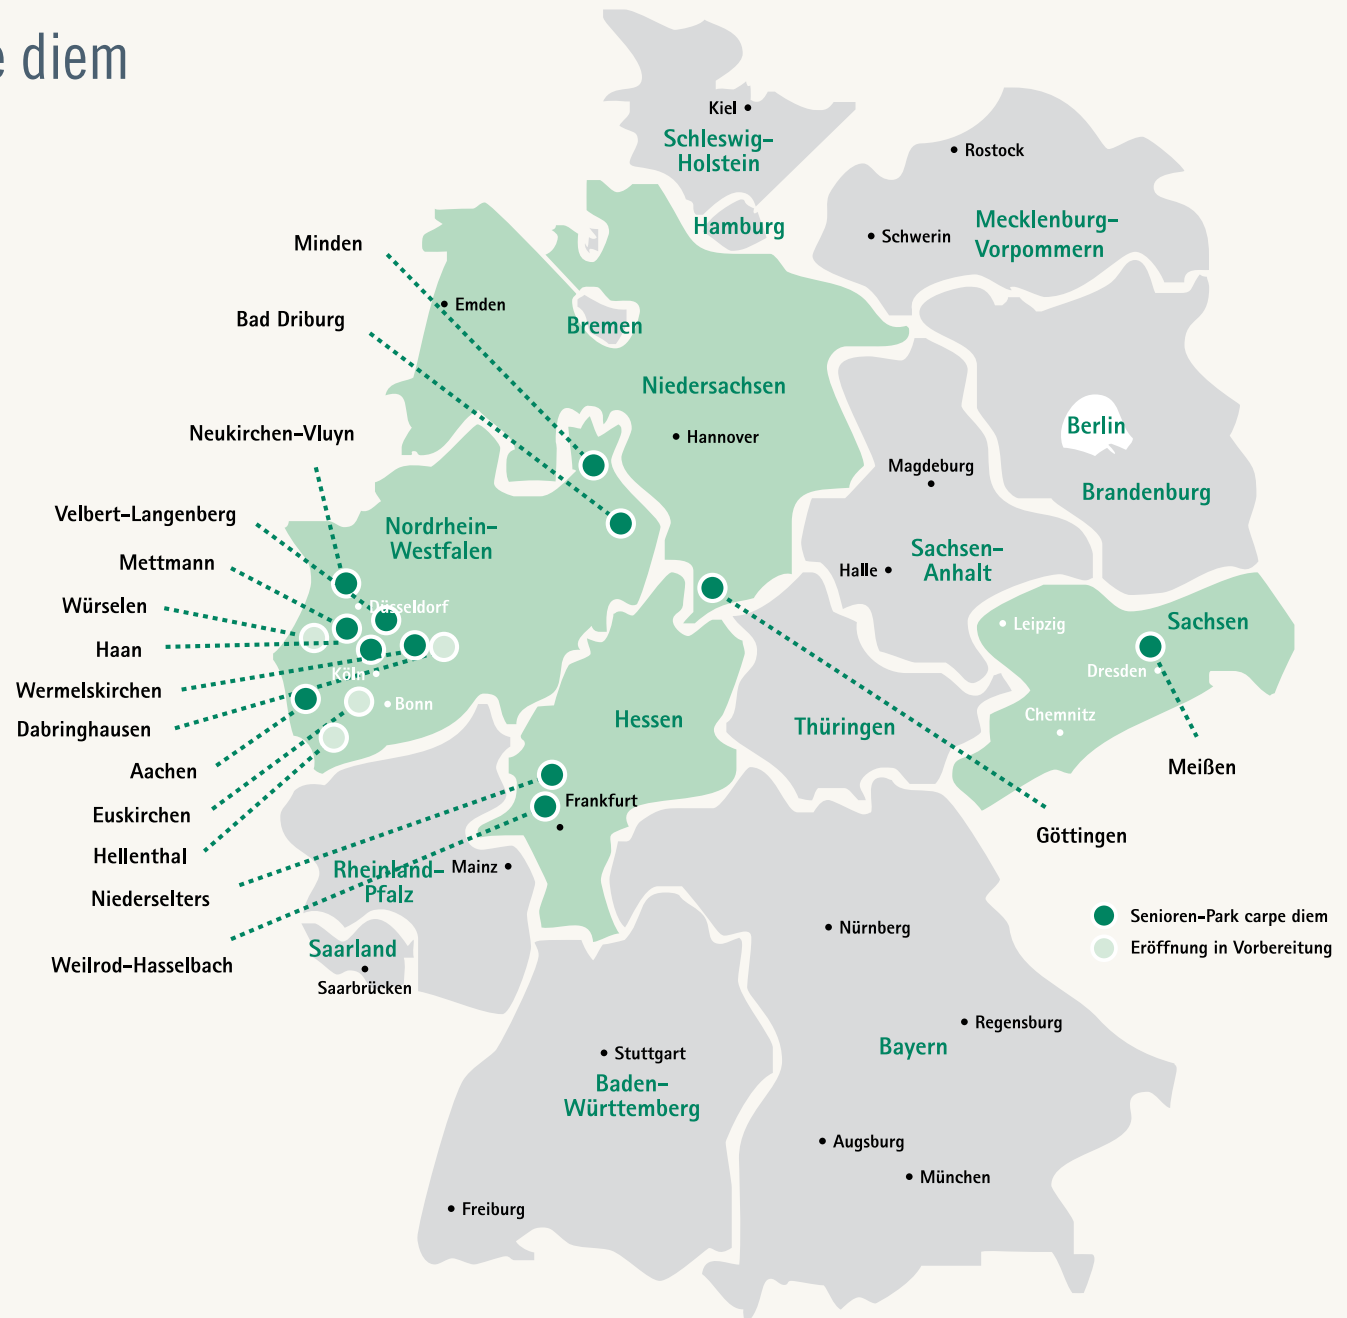 e diem
Kiel
Schleswig-
Holstein
Rostock
Hamburg
Mecklenburg-
Vorpommern
Schwerin
Minden
Emden
Bad Driburg
Bremen
Niedersachsen
Hannover
Berlin
Neukirchen-Vluyn
Magdeburg
Brandenburg
Velbert-Langenberg
Nordrhein-
Westfalen
Sachsen-
Anhalt
Mettmann
Halle
Würselen
Düsseldorf
Leipzig
Sachsen
Haan
Köln
Dresden
Wermelskirchen
Bonn
Chemnitz
Dabringhausen
Hessen
Thüringen
Aachen
Meißen
Euskirchen
Frankfurt
Göttingen
Hellenthal
Rheinland-
Pfalz
Mainz
Niederselters
Senioren-Park carpe diem
Nürnberg
Eröffnung in Vorbereitung
Saarland
Weilrod-Hasselbach
Saarbrücken
Regensburg
Stuttgart
Bayern
Baden-
Württemberg
Augsburg
München
Freiburg